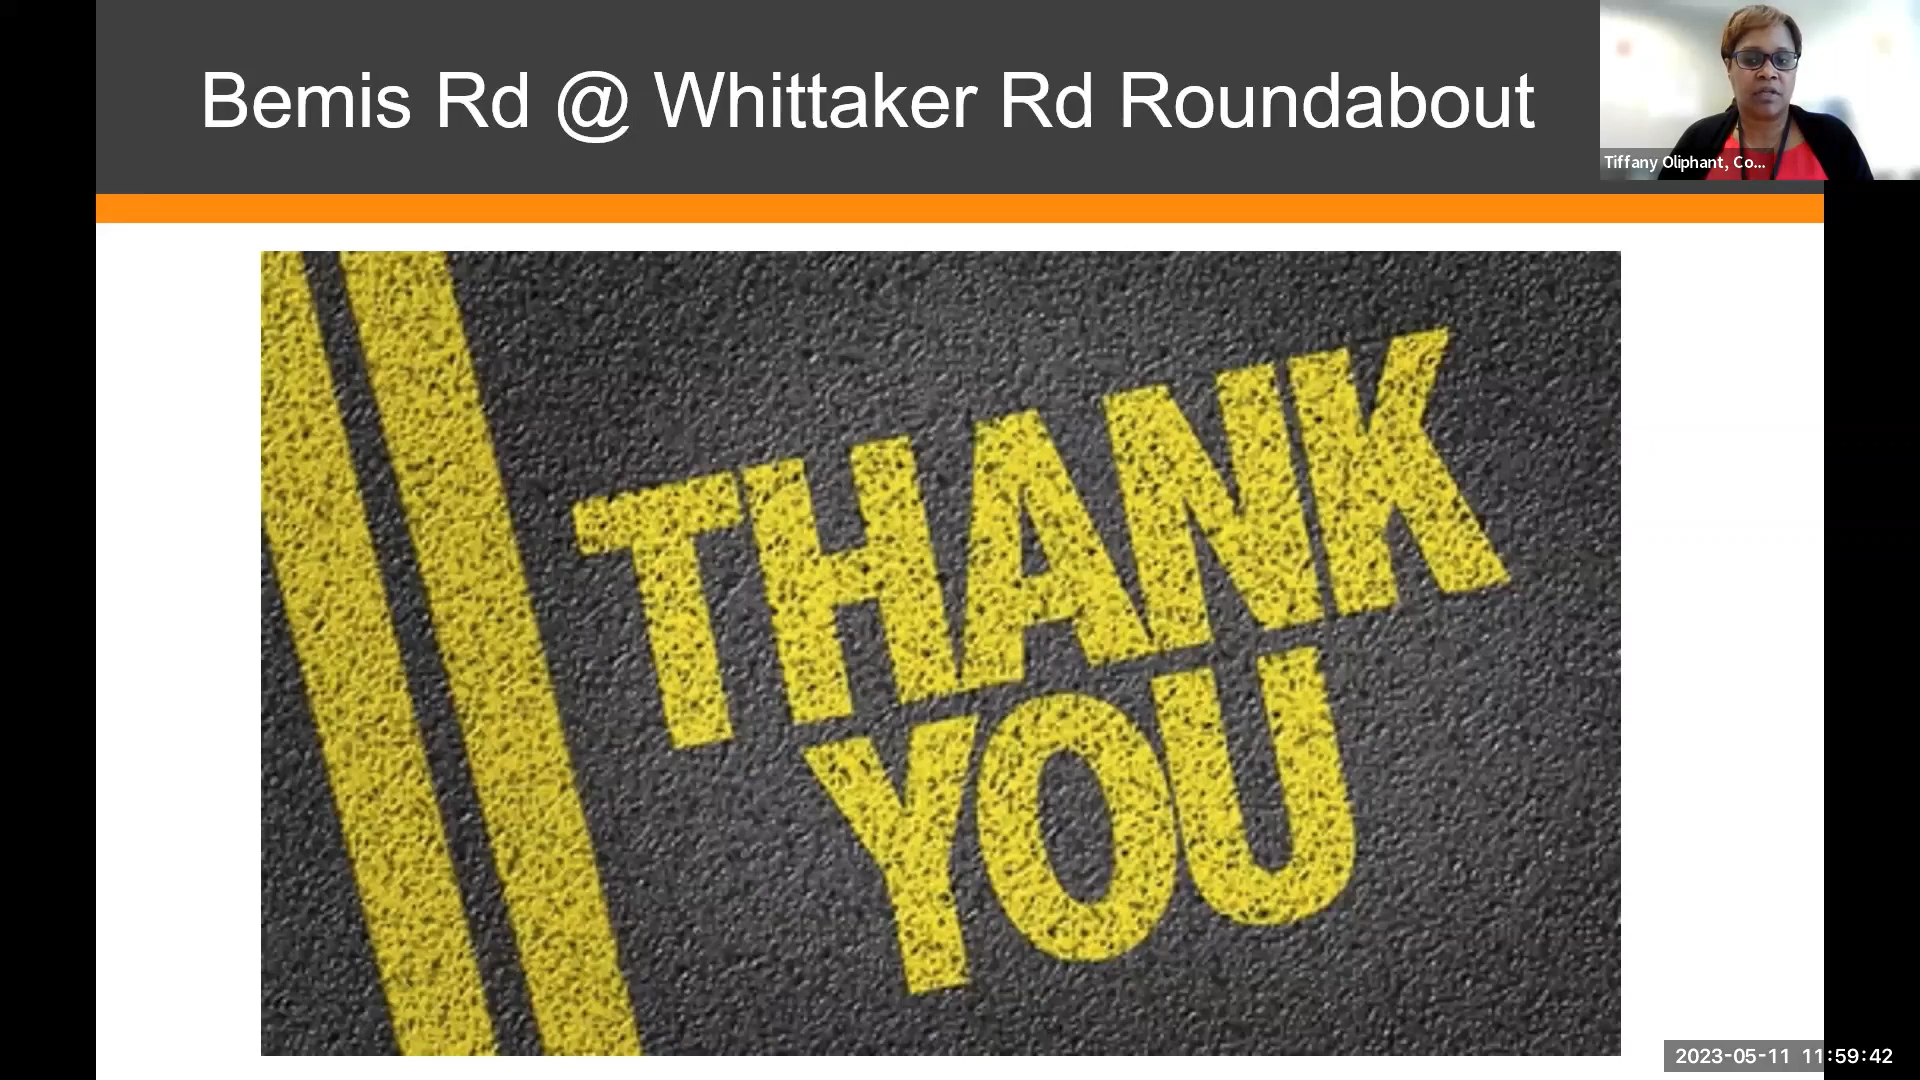 Bemis Rd @ Whittaker Rd Roundabout
Tiffany Oliphant, Co...
THANK
YOU
2023-05-11 11:59:42